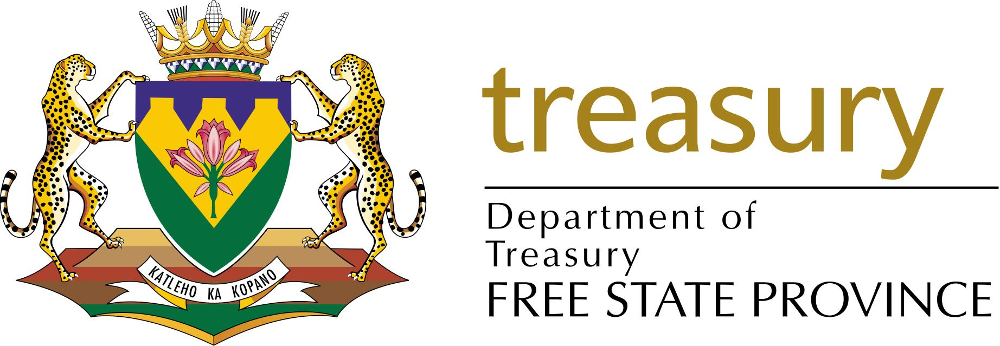 KATLEHO KA KOPANO
treasury
Department of
Treasury
FREE STATE PROVINCE